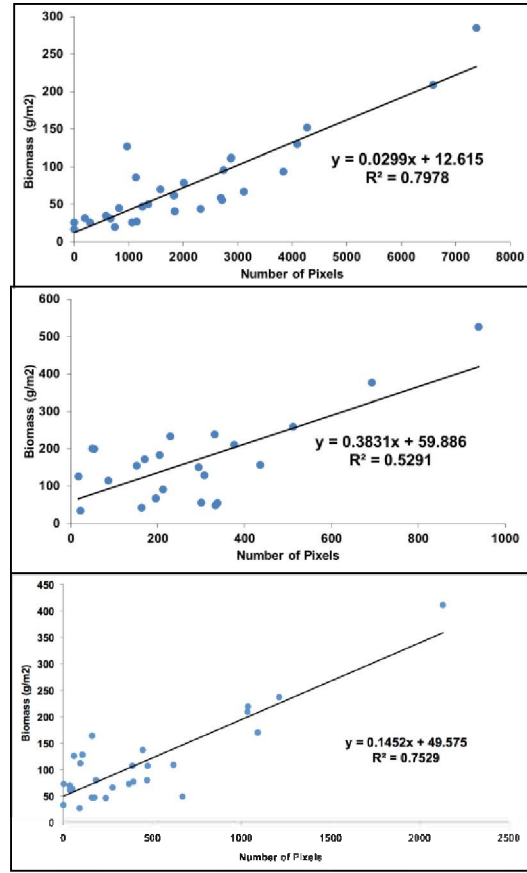 300
250
200
150
100
50
0
Biomass (g/m2)
y = 0.0299x + 12.615
R² = 0.7978
0 1000 2000 3000 4000 5000 6000 7000 8000
Number of Pixels
600
500
400
300
200
100
0
Biomass (g/m2)
y = 0.3831x + 59.886
R² = 0.5291
0 200 400 600 800 1000
Number of Pixels
450
400
350
300
250
200
150
100
50
0
Biomass (g/m2)
y = 0.1452x + 49.575
R² = 0.7529
0 500 1000 1500 2000 2500
Number of Pixels